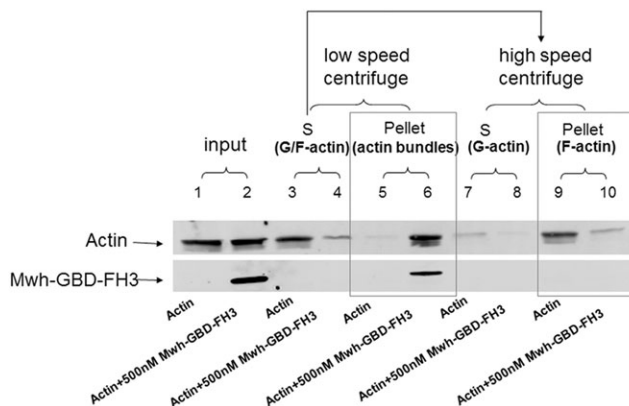 low speed centrifuge
high speed centrifuge
input
S (G/F-actin)
Pellet (actin bundles)
S (G-actin)
Pellet (F-actin)
1 2 3 4 5 6 7 8 9 10
Actin
Mwh-GBD-FH3
Actin
Actin+500nM Mwh-GBD-FH3
Actin
Actin+500nM Mwh-GBD-FH3
Actin
Actin+500nM Mwh-GBD-FH3
Actin
Actin+500nM Mwh-GBD-FH3
Actin
Actin+500nM Mwh-GBD-FH3